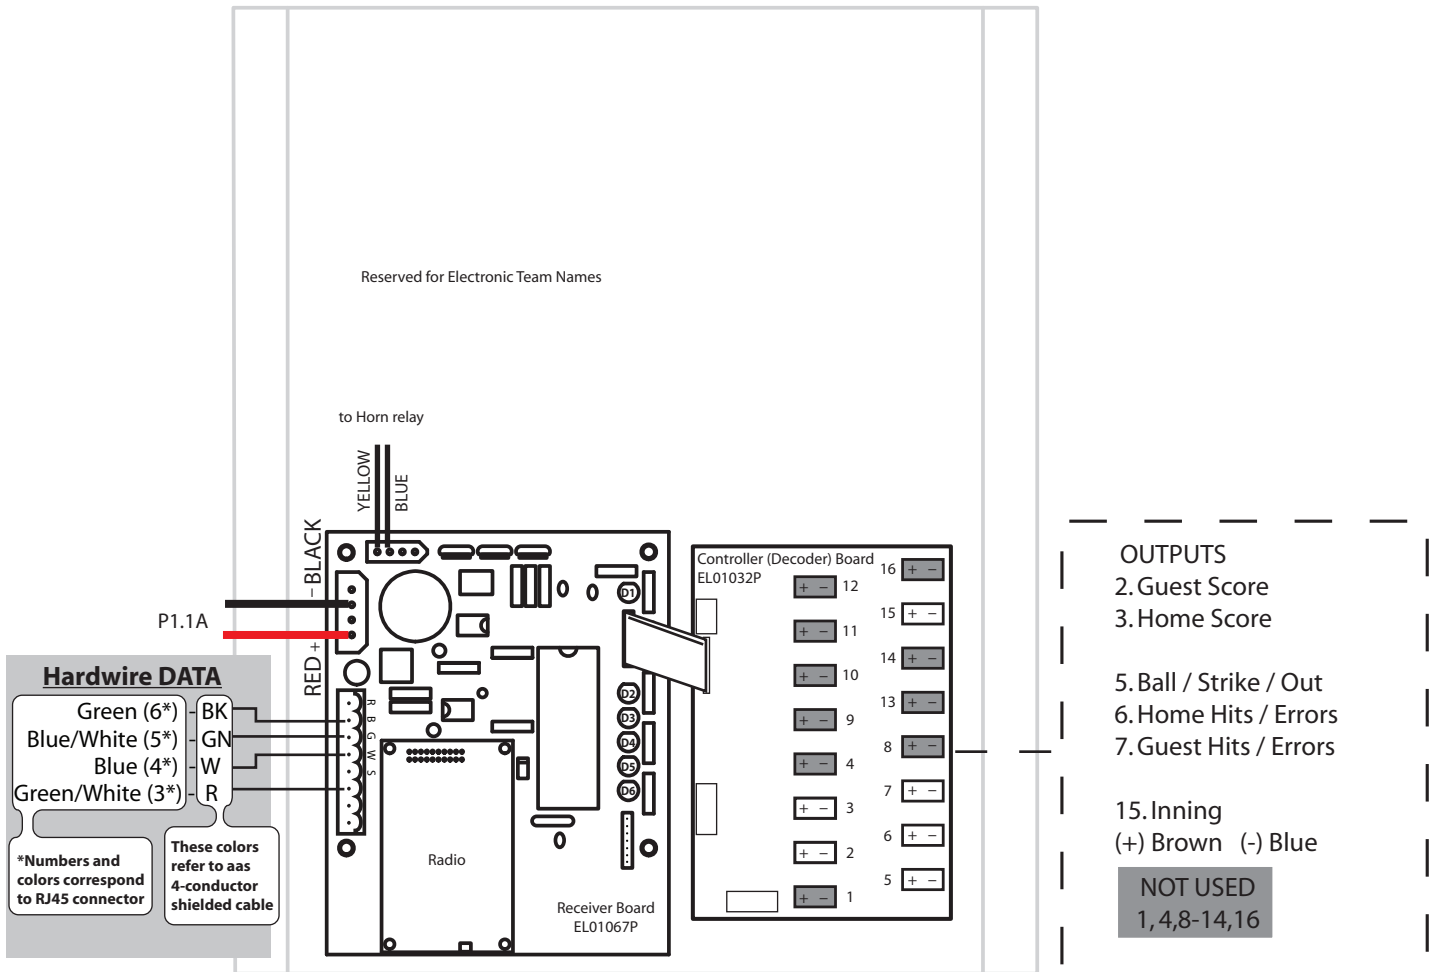 Reserved for Electronic Team Names
to Horn relay
YELLOW
BLUE
– BLACK
RED +
P1.1A
Hardwire DATA
Green (6*) - BK
Blue/White (5*) - GN
Blue (4*) - W
Green/White (3*) - R
*Numbers and
colors correspond
to RJ45 connector
These colors
refer to aas
4-conductor
shielded cable
R
B
G
W
S
D1
D2
D3
D4
D5
D6
Radio
Receiver Board
EL01067P
Controller (Decoder) Board
EL01032P
+ - 12
+ - 11
+ - 10
+ - 9
+ - 4
+ - 3
+ - 2
+ - 1
16 + -
15 + -
14 + -
13 + -
8 + -
7 + -
6 + -
5 + -
OUTPUTS
2. Guest Score
3. Home Score
5. Ball / Strike / Out
6. Home Hits / Errors
7. Guest Hits / Errors
15. Inning
(+) Brown (-) Blue
NOT USED
1, 4,8-14,16